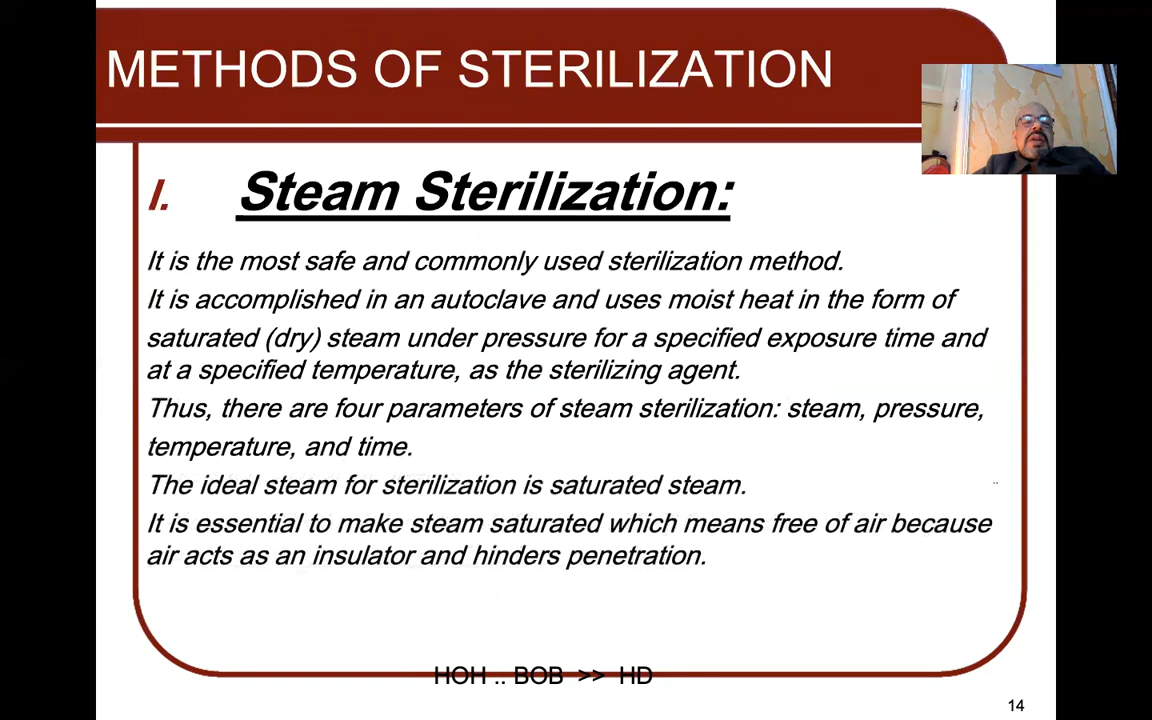 METHODS OF STERILIZATION
I. Steam Sterilization:
It is the most safe and commonly used sterilization method.
It is accomplished in an autoclave and uses moist heat in the form of
saturated (dry) steam under pressure for a specified exposure time and
at a specified temperature, as the sterilizing agent.
Thus, there are four parameters of steam sterilization: steam, pressure,
temperature, and time.
The ideal steam for sterilization is saturated steam.
It is essential to make steam saturated which means free of air because
air acts as an insulator and hinders penetration.
HOH .. BOB >> HD
14